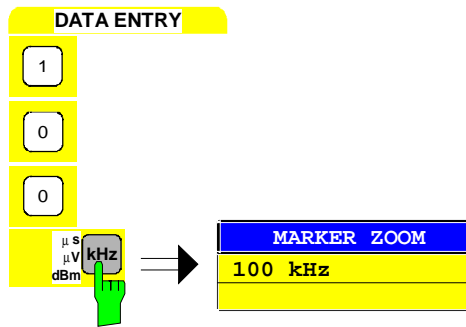 DATA ENTRY
1
0
0
μs
μV
dBm
kHz
MARKER ZOOM
100 kHz